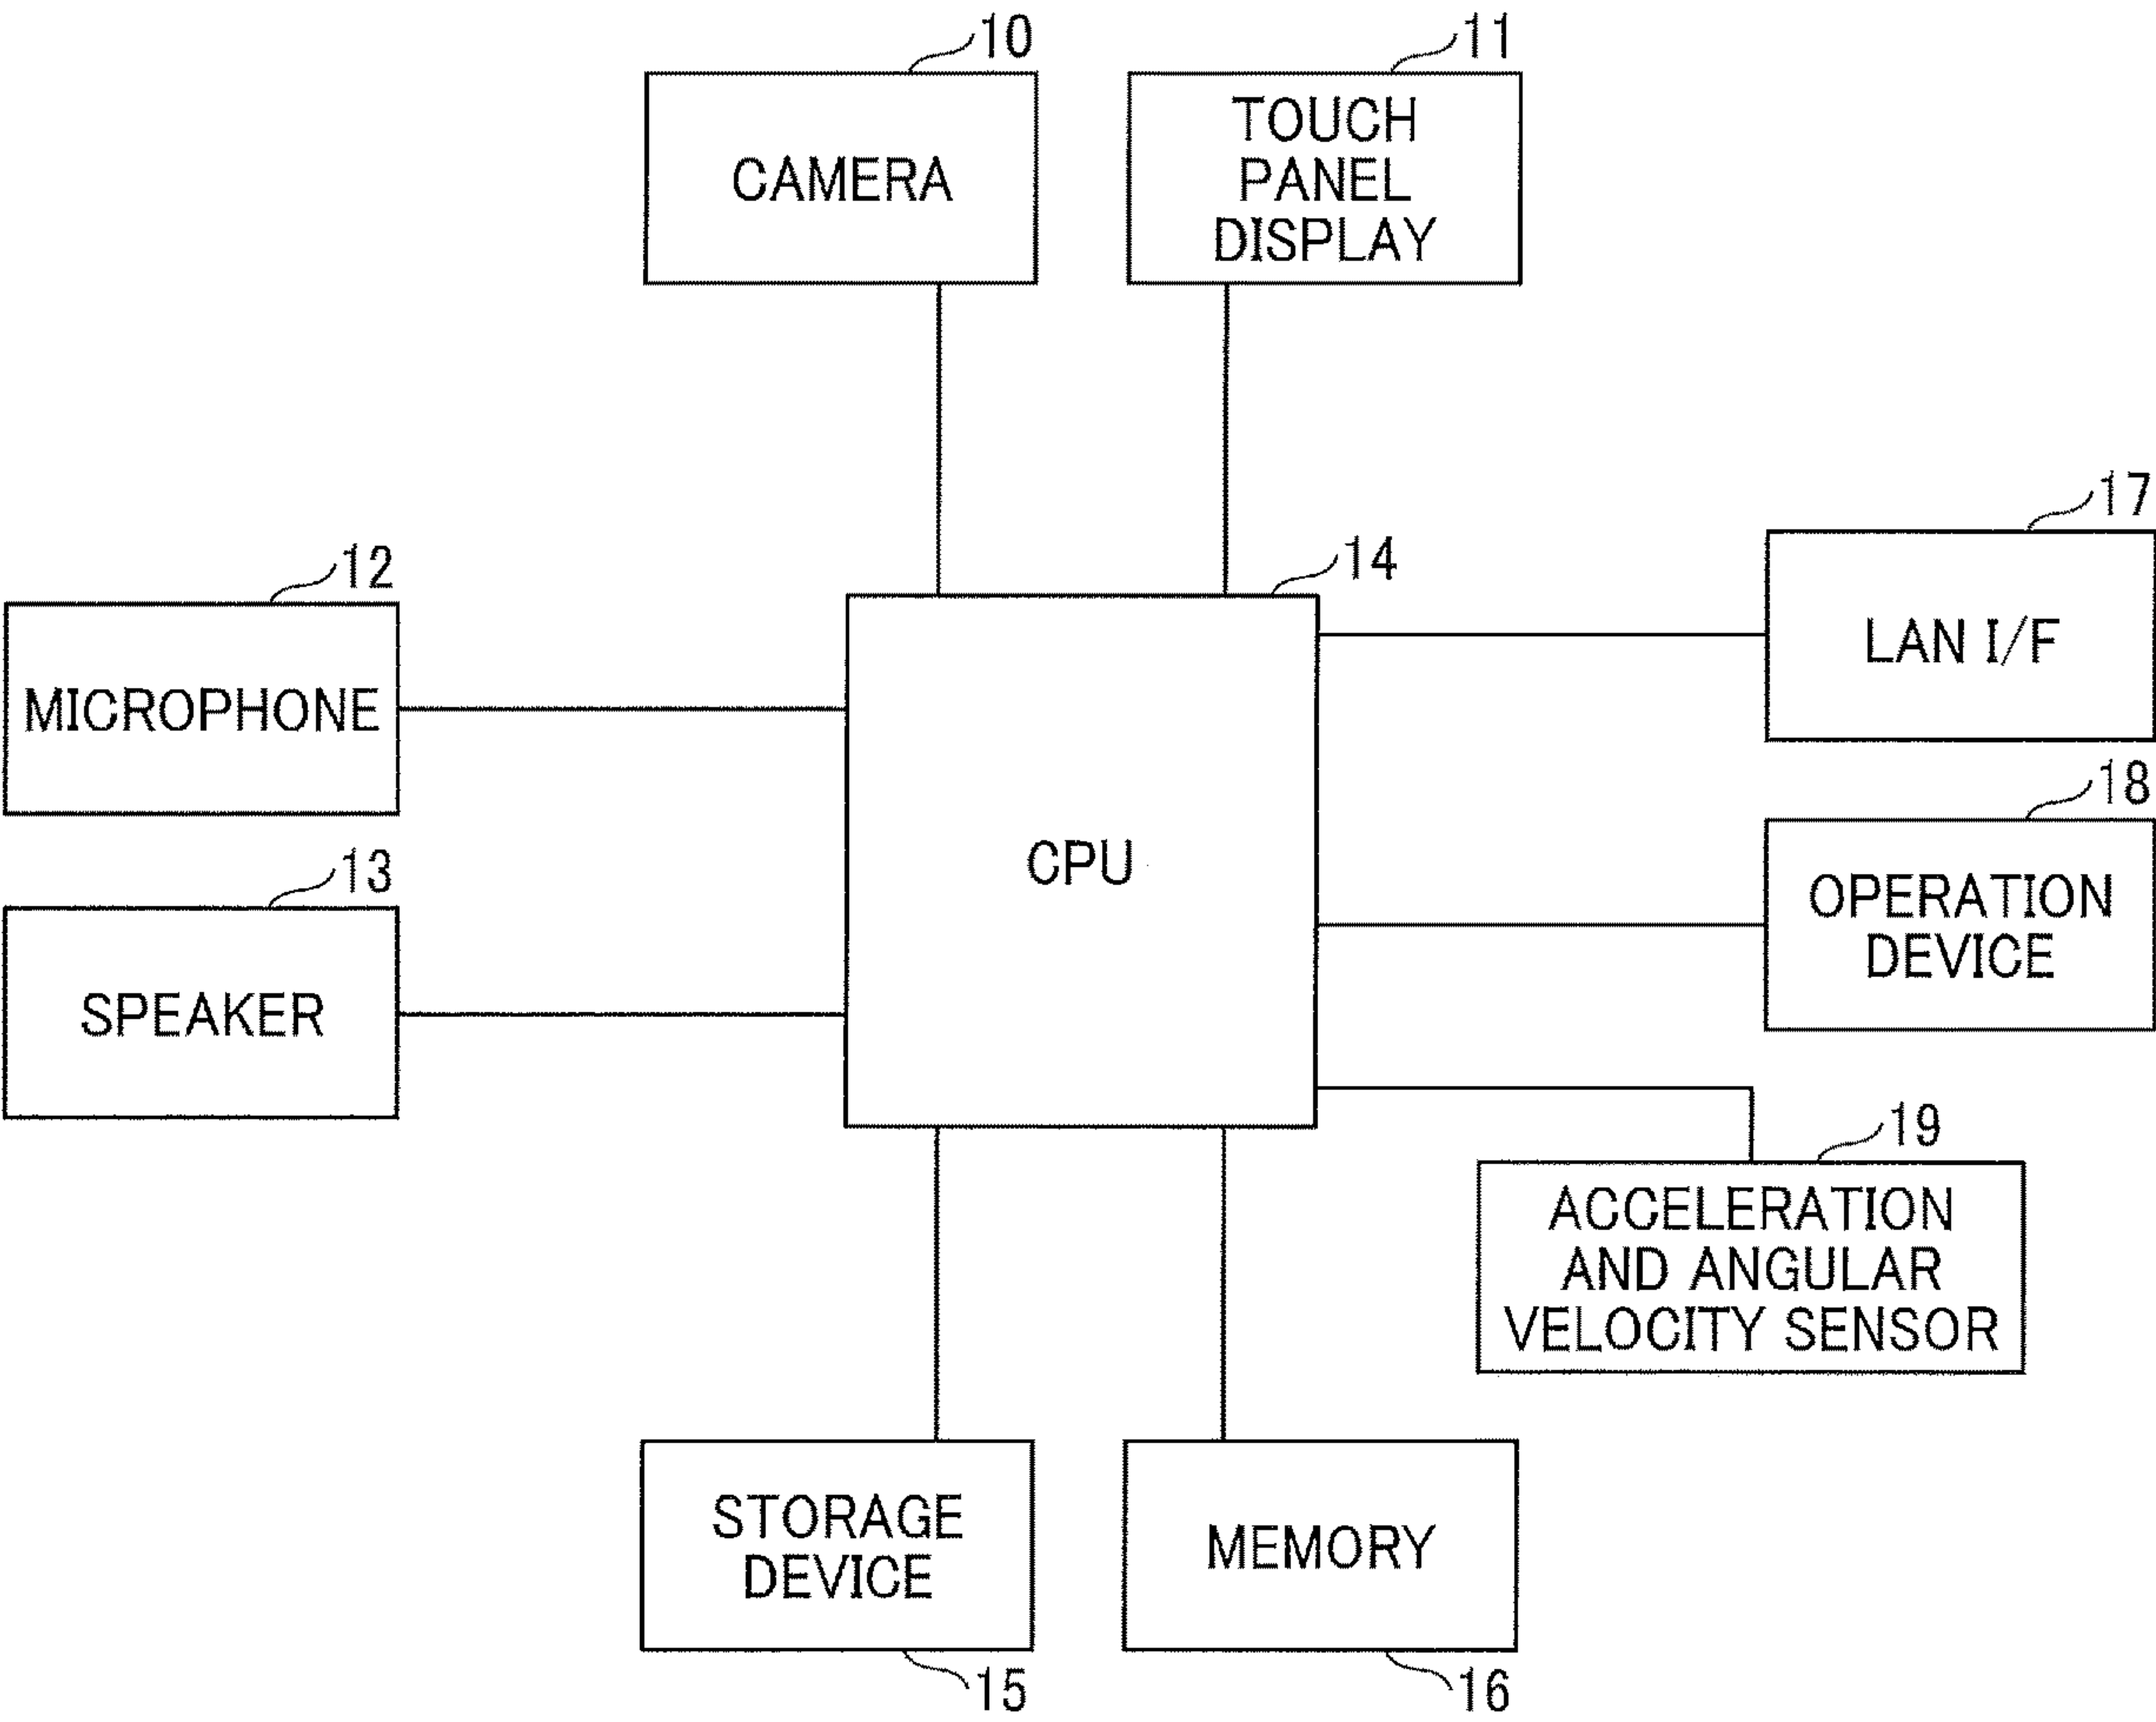 10
CAMERA
11
TOUCH
PANEL
DISPLAY
12
MICROPHONE
13
SPEAKER
14
CPU
17
LAN I/F
18
OPERATION
DEVICE
19
ACCELERATION
AND ANGULAR
VELOCITY SENSOR
STORAGE
DEVICE
15
MEMORY
16